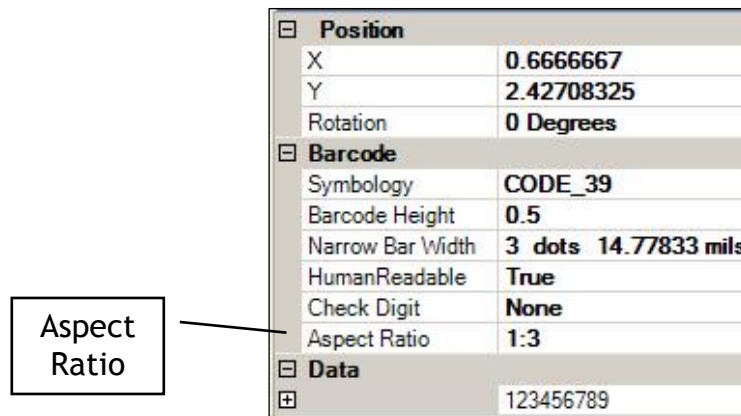 Position
X 0.6666667
Y 2.42708325
Rotation 0 Degrees
Barcode
Symbology CODE_39
Barcode Height 0.5
Narrow Bar Width 3 dots 14.77833 mils
HumanReadable True
Check Digit None
Aspect Ratio 1:3
Data
123456789
Aspect
Ratio